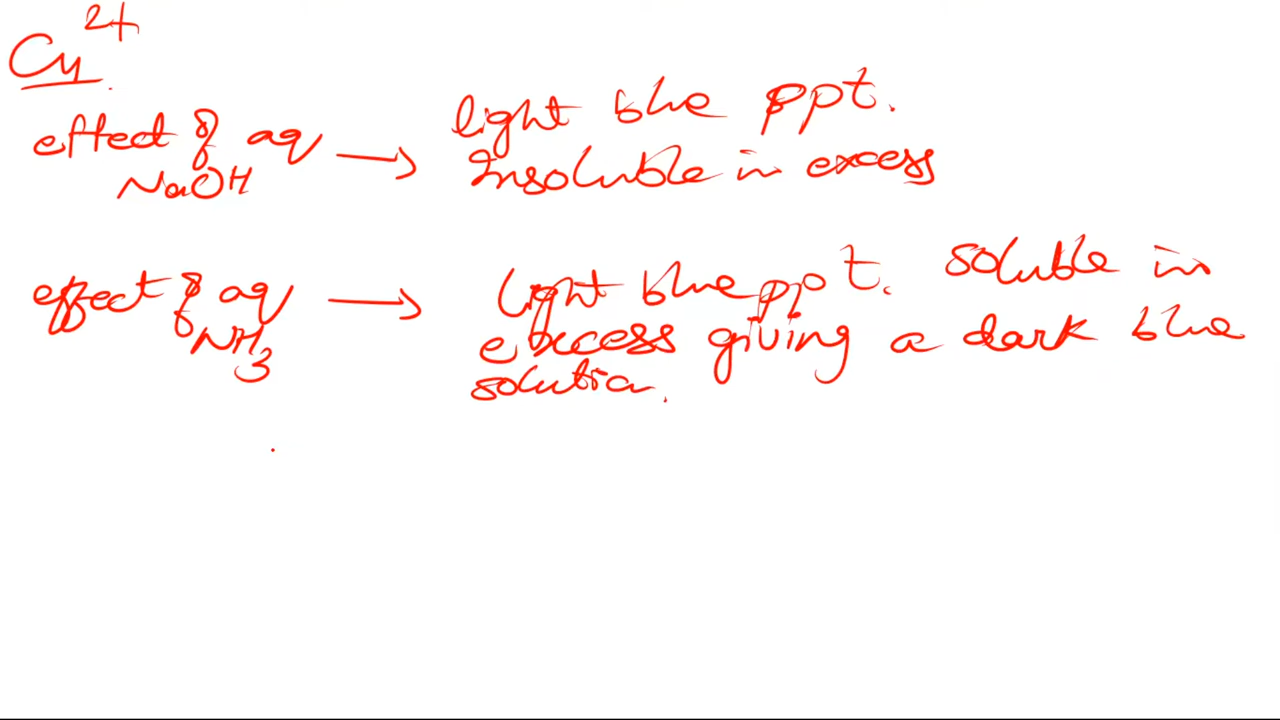 Cu²⁺
effect of aq NaOH → light blue ppt.
Insoluble in excess
effect of aq NH₃ → light blue ppt. soluble in
excess giving a dark blue
solution.